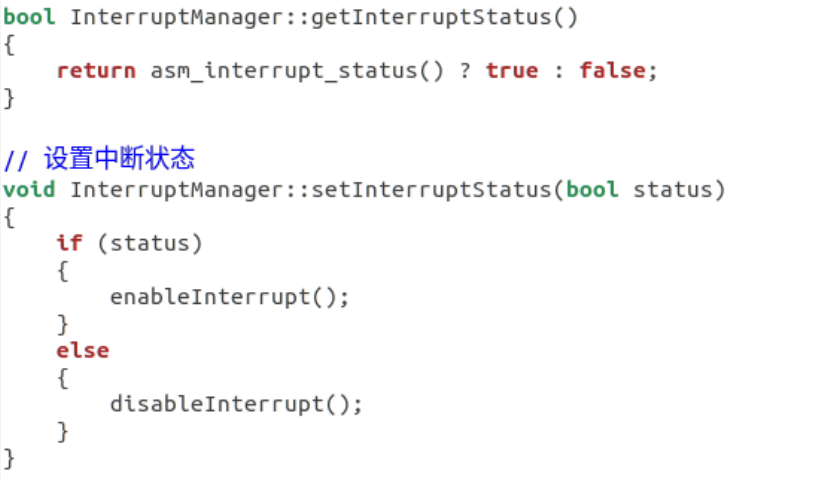 bool InterruptManager::getInterruptStatus()
{
    return asm_interrupt_status() ? true : false;
}

// 设置中断状态
void InterruptManager::setInterruptStatus(bool status)
{
    if (status)
    {
        enableInterrupt();
    }
    else
    {
        disableInterrupt();
    }
}